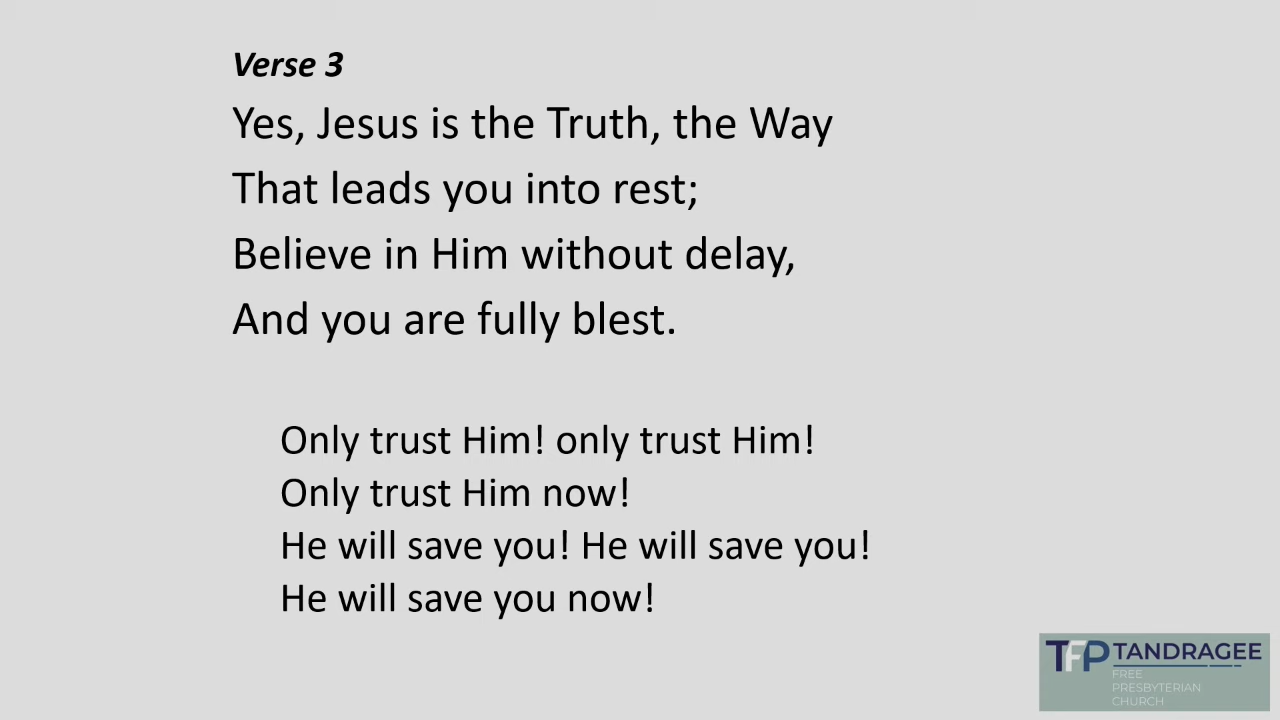 Verse 3
Yes, Jesus is the Truth, the Way
That leads you into rest;
Believe in Him without delay,
And you are fully blest.
Only trust Him! only trust Him!
Only trust Him now!
He will save you! He will save you!
He will save you now!
TFP TANDRAGEE
FREE
PRESBYTERIAN
CHURCH